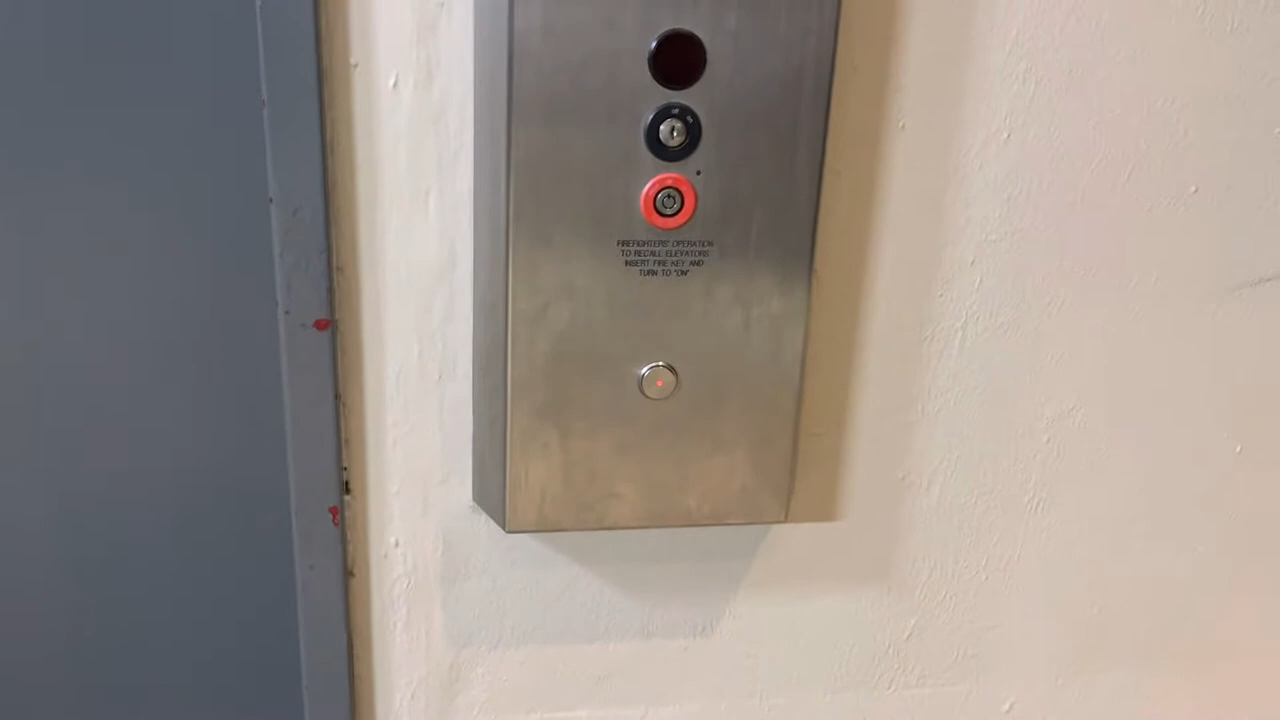 FIREFIGHTERS' OPERATION
TO RECALL ELEVATORS
INSERT FIRE KEY AND
TURN TO "ON"